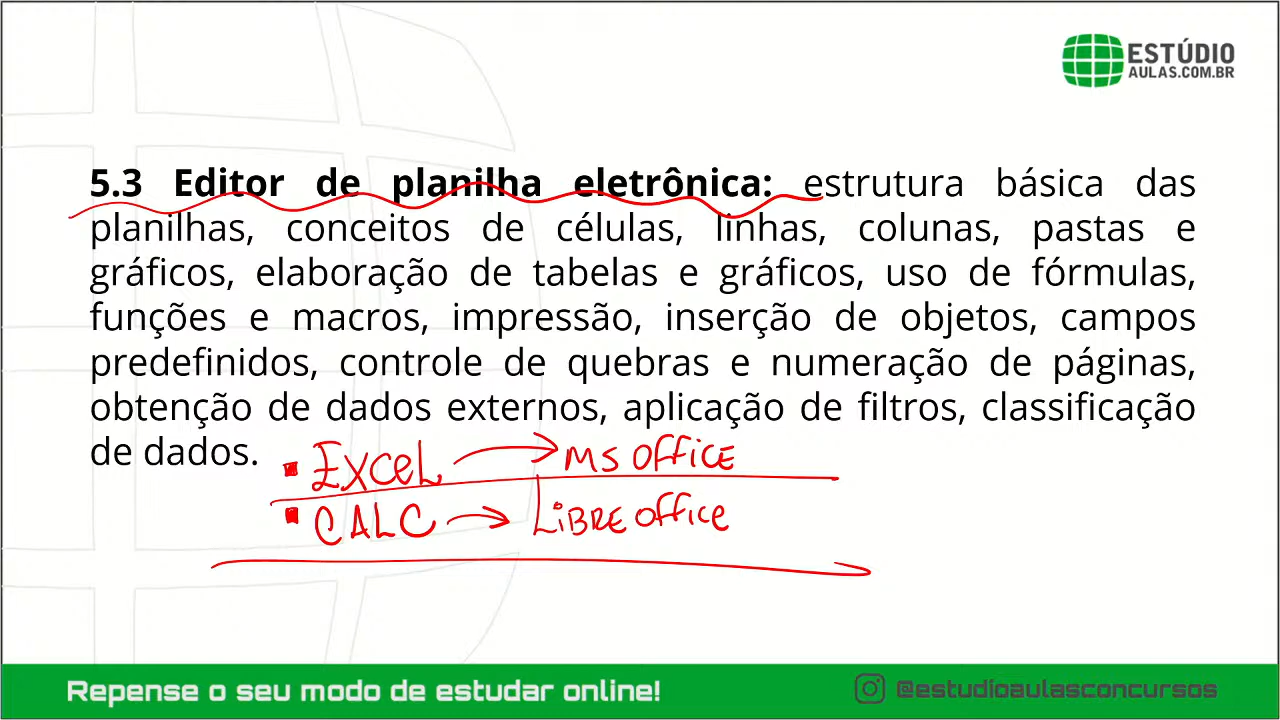 ESTÚDIO
AULAS.COM.BR
5.3 Editor de planilha eletrônica: estrutura básica das
planilhas, conceitos de células, linhas, colunas, pastas e
gráficos, elaboração de tabelas e gráficos, uso de fórmulas,
funções e macros, impressão, inserção de objetos, campos
predefinidos, controle de quebras e numeração de páginas,
obtenção de dados externos, aplicação de filtros, classificação
de dados.
EXCEL → MS OFFICE
CALC → LIBREOFFICE
Repense o seu modo de estudar online!
@estudioaulasconcursos